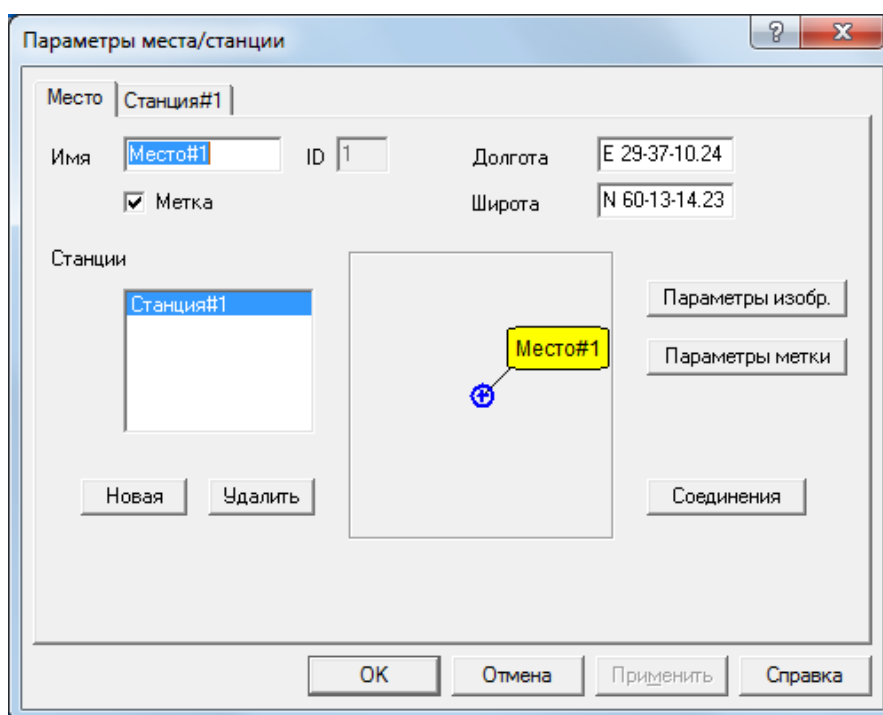 Параметры места/станции
Место Станция#1
Имя Место#1 ID 1 Долгота E 29-37-10.24
Метка Широта N 60-13-14.23
Станции
Станция#1
Место#1
Параметры изобр.
Параметры метки
Новая Удалить Соединения
OK Отмена Применить Справка